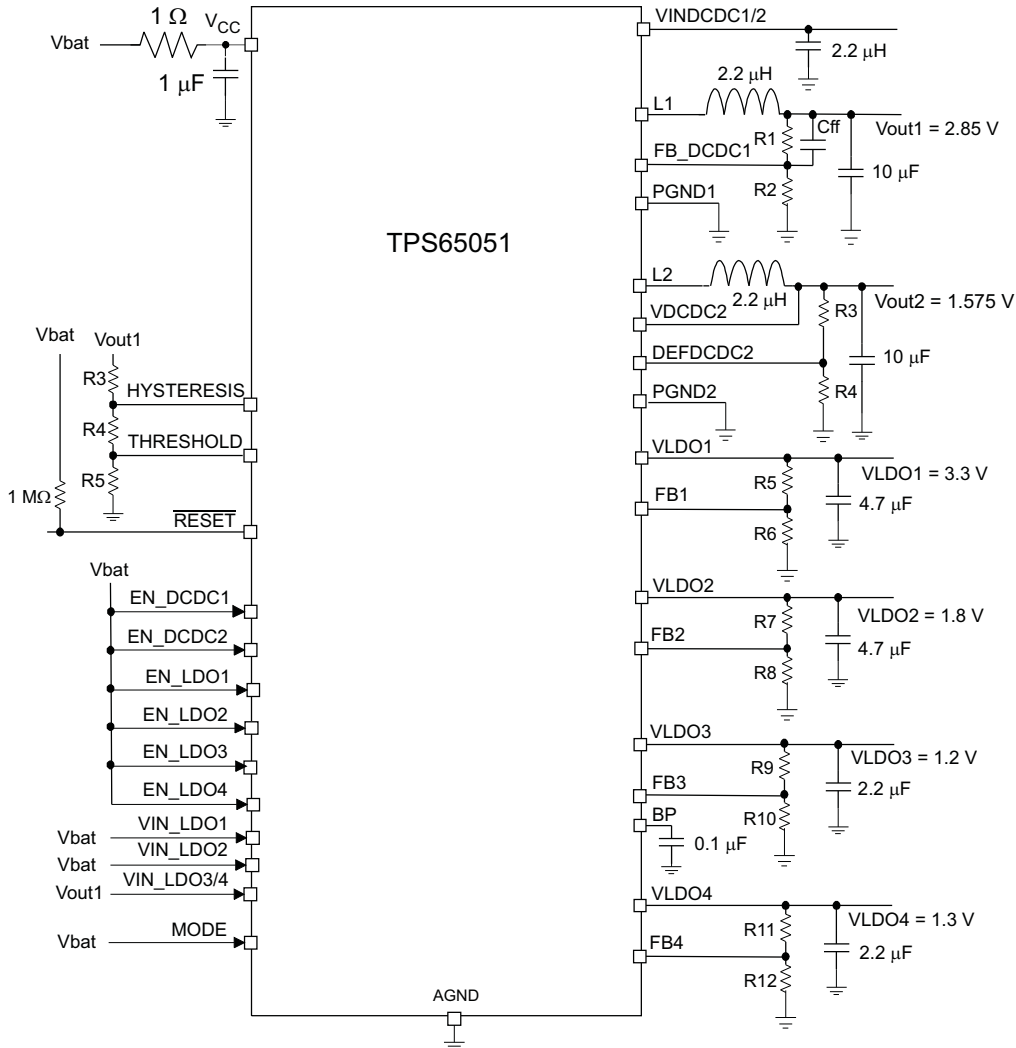 1 Ω
Vbat
VCC
1 μF
TPS65051
VINDCDC1/2
2.2 μH
2.2 μH
L1
R1
Cff
Vout1 = 2.85 V
FB_DCDC1
R2
10 μF
PGND1
L2
2.2 μH
Vout2 = 1.575 V
R3
VDCDC2
DEFDCDC2
10 μF
R4
PGND2
Vbat
Vout1
R3
HYSTERESIS
R4
THRESHOLD
R5
1 MΩ
RESET
VLDO1
VLDO1 = 3.3 V
R5
4.7 μF
FB1
R6
Vbat
EN_DCDC1
EN_DCDC2
EN_LDO1
EN_LDO2
EN_LDO3
EN_LDO4
Vbat
VIN_LDO1
Vbat
VIN_LDO2
Vout1
VIN_LDO3/4
Vbat
MODE
VLDO2
VLDO2 = 1.8 V
R7
4.7 μF
FB2
R8
VLDO3
VLDO3 = 1.2 V
R9
2.2 μF
FB3
R10
BP
0.1 μF
VLDO4
VLDO4 = 1.3 V
R11
2.2 μF
FB4
R12
AGND